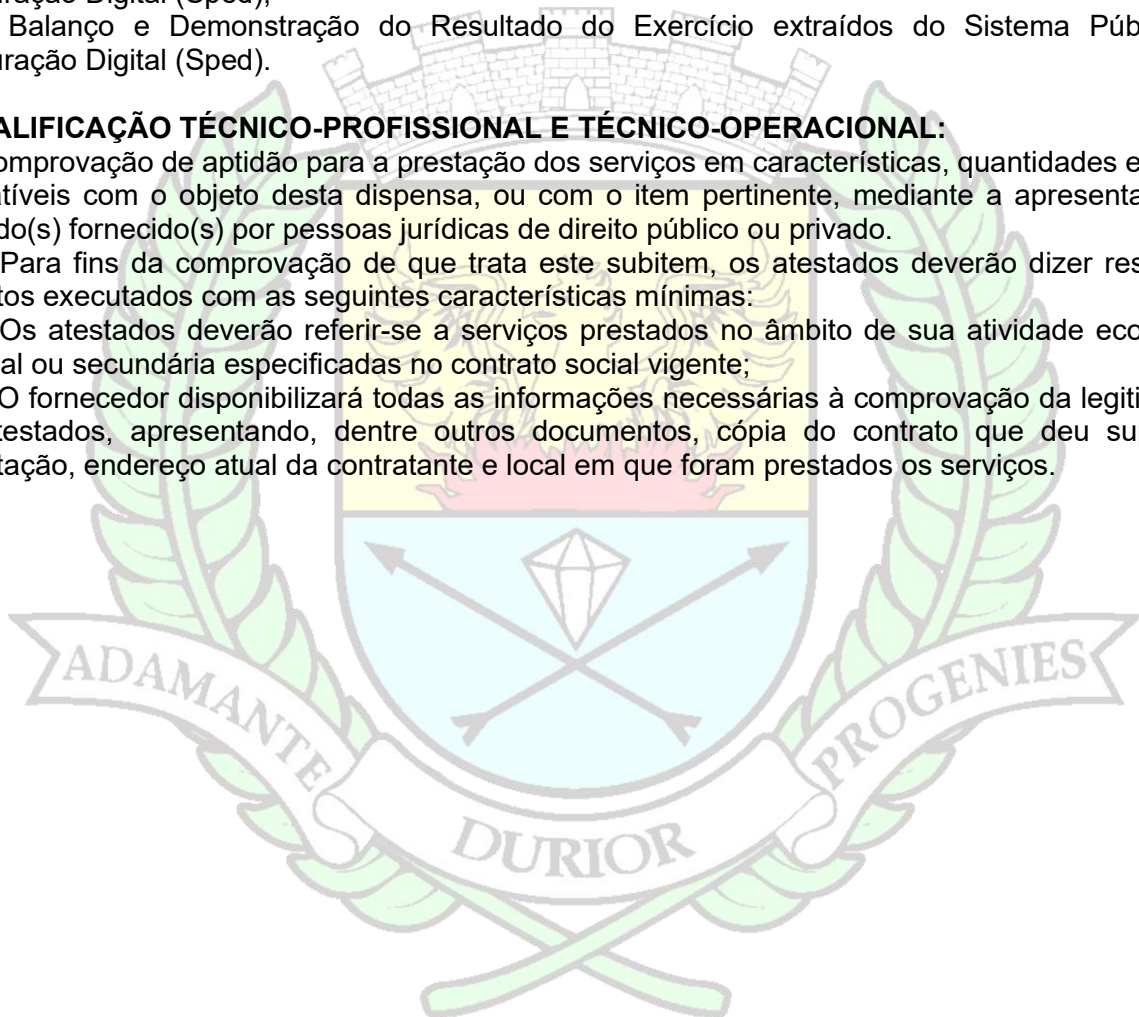 uração Digital (Sped);
Balanço e Demonstração do Resultado do Exercício extraídos do Sistema Púb
uração Digital (Sped).
ALIFICAÇÃO TÉCNICO-PROFISSIONAL E TÉCNICO-OPERACIONAL:
omprovação de aptidão para a prestação dos serviços em características, quantidades e
atíveis com o objeto desta dispensa, ou com o item pertinente, mediante a apresenta
do(s) fornecido(s) por pessoas jurídicas de direito público ou privado.
Para fins da comprovação de que trata este subitem, os atestados deverão dizer res
tos executados com as seguintes características mínimas:
Os atestados deverão referir-se a serviços prestados no âmbito de sua atividade eco
al ou secundária especificadas no contrato social vigente;
O fornecedor disponibilizará todas as informações necessárias à comprovação da legiti
testados, apresentando, dentre outros documentos, cópia do contrato que deu su
tação, endereço atual da contratante e local em que foram prestados os serviços.
ADAMANTE
DURIOR
PROGENIES